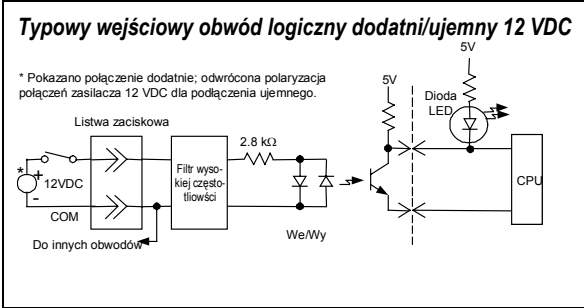 Typowy wejściowy obwód logiczny dodatni/ujemny 12 VDC
* Pokazano połączenie dodatnie; odwrócona polaryzacja
połączeń zasilacza 12 VDC dla podłączenia ujemnego.
5V
5V
Dioda
LED
Listwa zaciskowa
2.8 kΩ
Filtr wyso-
kiej często-
tliowści
*
+
12VDC
-
COM
CPU
We/Wy
Do innych obwodów